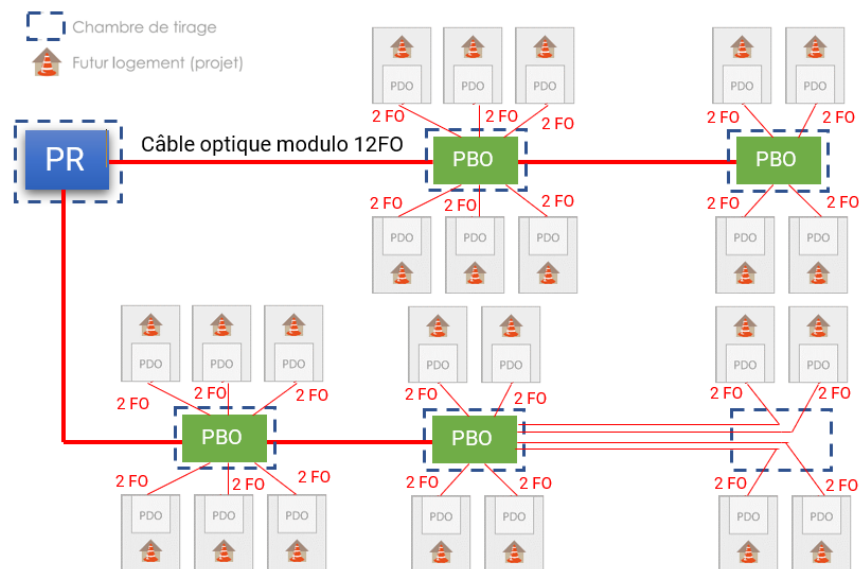 Chambre de tirage
Futur logement (projet)
PDO PDO PDO PDO PDO
2 FO 2 FO 2 FO 2 FO 2 FO
PR Câble optique modulo 12FO PBO PBO
2 FO 2 FO 2 FO 2 FO 2 FO
PDO PDO PDO PDO PDO
PDO PDO PDO PDO PDO PDO PDO
2 FO 2 FO 2 FO 2 FO 2 FO 2 FO 2 FO
PBO PBO
2 FO 2 FO 2 FO 2 FO 2 FO 2 FO 2 FO
PDO PDO PDO PDO PDO PDO PDO